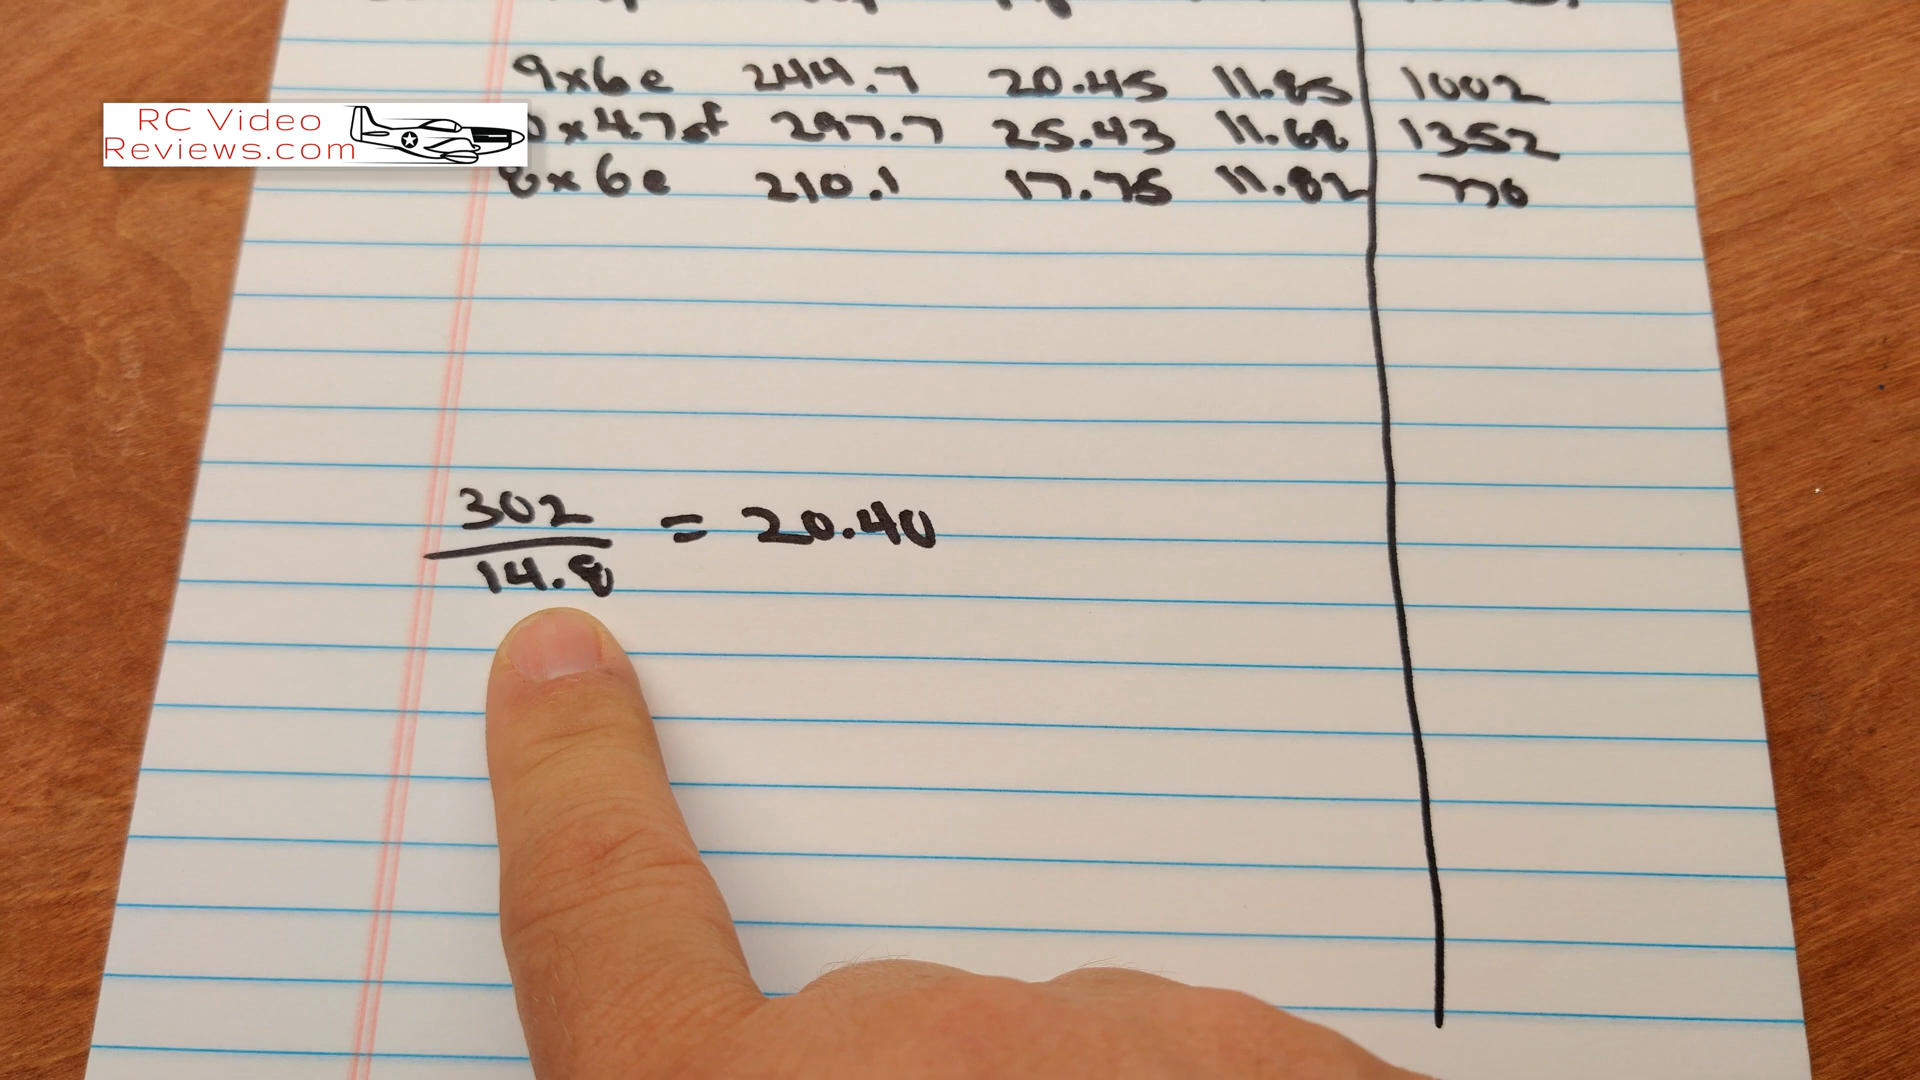 9x6e 244.7 20.45 11.85 1002
x4.7sf 297.7 25.43 11.68 1352
8x6e 210.1 17.75 11.82 770
RC Video
Reviews.com
302
14.8
= 20.40